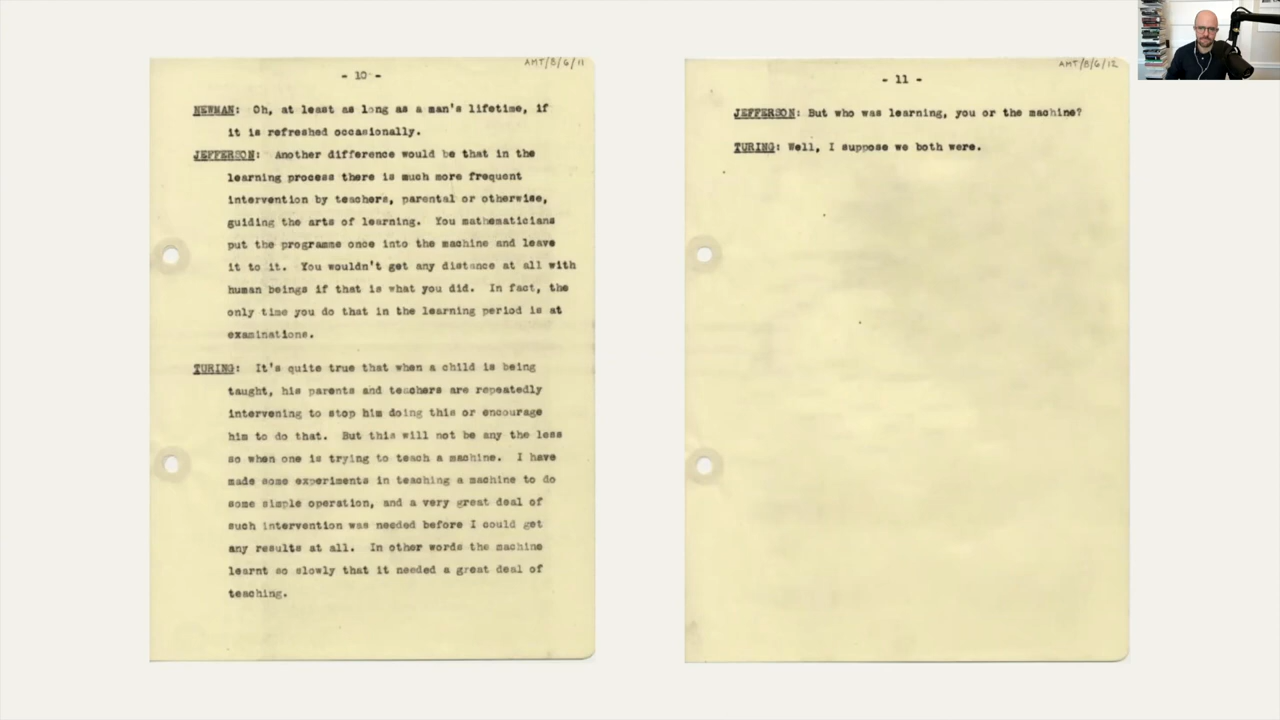 AMT/B/6/11
- 10 -
NEWMAN: Oh, at least as long as a man's lifetime, if
it is refreshed occasionally.
JEFFERSON: Another difference would be that in the
learning process there is much more frequent
intervention by teachers, parental or otherwise,
guiding the arts of learning. You mathematicians
put the programme once into the machine and leave
it to it. You wouldn't get any distance at all with
human beings if that is what you did. In fact, the
only time you do that in the learning period is at
examinations.
TURING: It's quite true that when a child is being
taught, his parents and teachers are repeatedly
intervening to stop him doing this or encourage
him to do that. But this will not be any the less
so when one is trying to teach a machine. I have
made some experiments in teaching a machine to do
some simple operation, and a very great deal of
such intervention was needed before I could get
any results at all. In other words the machine
learnt so slowly that it needed a great deal of
teaching.
AMT/B/6/12
- 11 -
JEFFERSON: But who was learning, you or the machine?
TURING: Well, I suppose we both were.